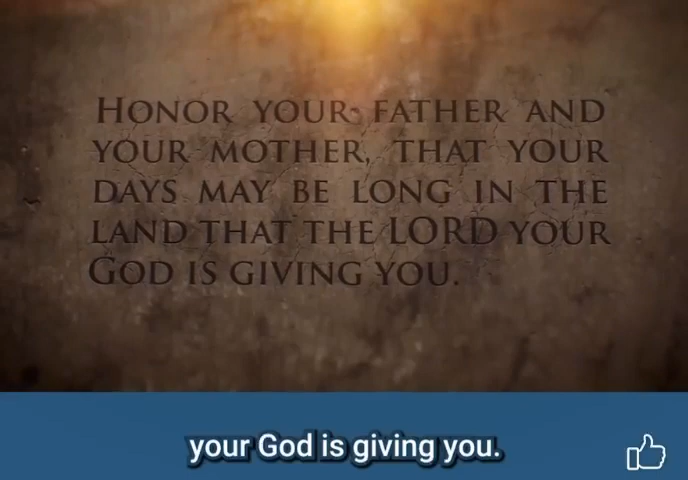 HONOR YOUR FATHER AND
YOUR MOTHER, THAT YOUR
DAYS MAY BE LONG IN THE
LAND THAT THE LORD YOUR
GOD IS GIVING YOU.
your God is giving you.